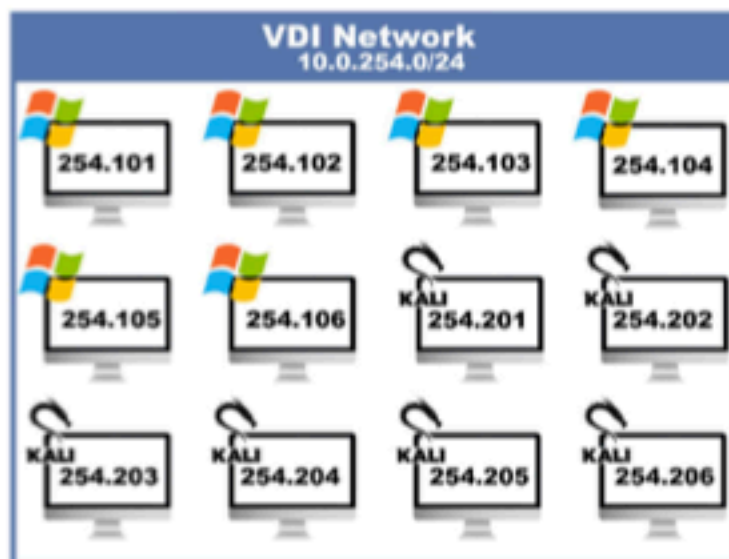 VDI Network
10.0.254.0/24
254.101 254.102 254.103 254.104
254.105 254.106 KALI 254.201 KALI 254.202
KALI 254.203 KALI 254.204 KALI 254.205 KALI 254.206